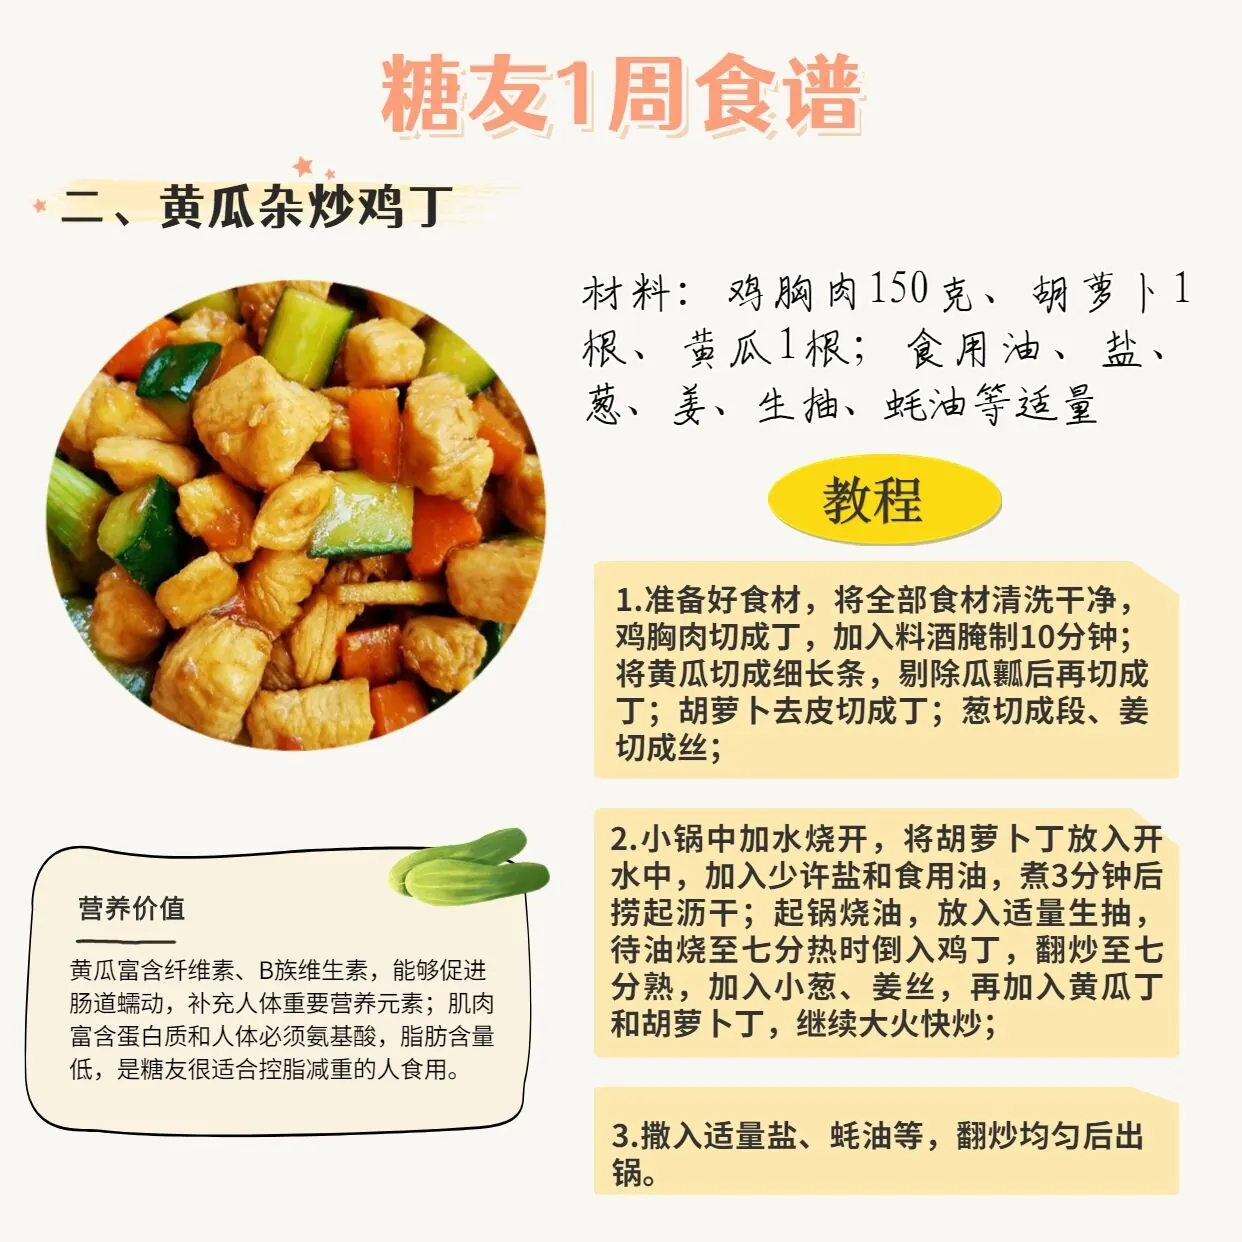 糖友1周食谱
二、黄瓜杂炒鸡丁
材料：鸡胸肉150克、胡萝卜1
根、黄瓜1根；食用油、盐、
葱、姜、生抽、蚝油等适量
教程
1.准备好食材，将全部食材清洗干净，
鸡胸肉切成丁，加入料酒腌制10分钟；
将黄瓜切成细长条，剔除瓜瓤后再切成
丁；胡萝卜去皮切成丁；葱切成段、姜
切成丝；
2.小锅中加水烧开，将胡萝卜丁放入开
水中，加入少许盐和食用油，煮3分钟后
捞起沥干；起锅烧油，放入适量生抽，
待油烧至七分热时倒入鸡丁，翻炒至七
分熟，加入小葱、姜丝，再加入黄瓜丁
和胡萝卜丁，继续大火快炒；
3.撒入适量盐、蚝油等，翻炒均匀后出
锅。
营养价值
黄瓜富含纤维素、B族维生素，能够促进
肠道蠕动，补充人体重要营养元素；肌肉
富含蛋白质和人体必须氨基酸，脂肪含量
低，是糖友很适合控脂减重的人食用。